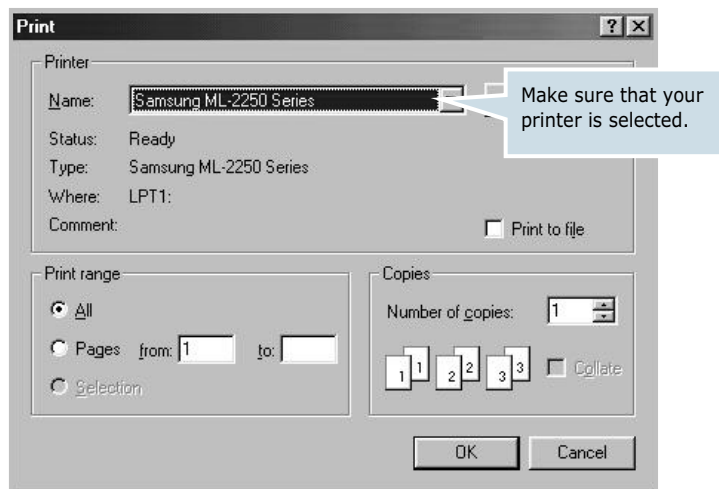 Print
Printer
Name: Samsung ML-2250 Series
Make sure that your
printer is selected.
Status: Ready
Type: Samsung ML-2250 Series
Where: LPT1:
Comment:
Print to file
Print range
All
Pages from: 1 to:
Selection
Copies
Number of copies: 1
1 1 2 2 3 3 Collate
OK Cancel